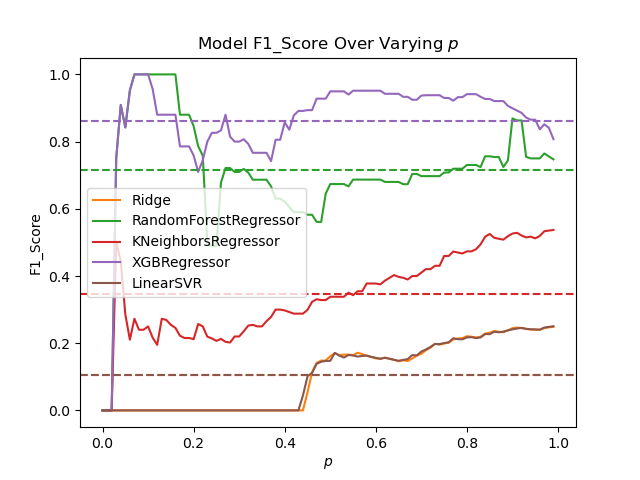 Model F1_Score Over Varying p
1.0
0.8
0.6
0.4
0.2
0.0
F1_Score
Ridge
RandomForestRegressor
KNeighborsRegressor
XGBRegressor
LinearSVR
0.0 0.2 0.4 0.6 0.8 1.0
p